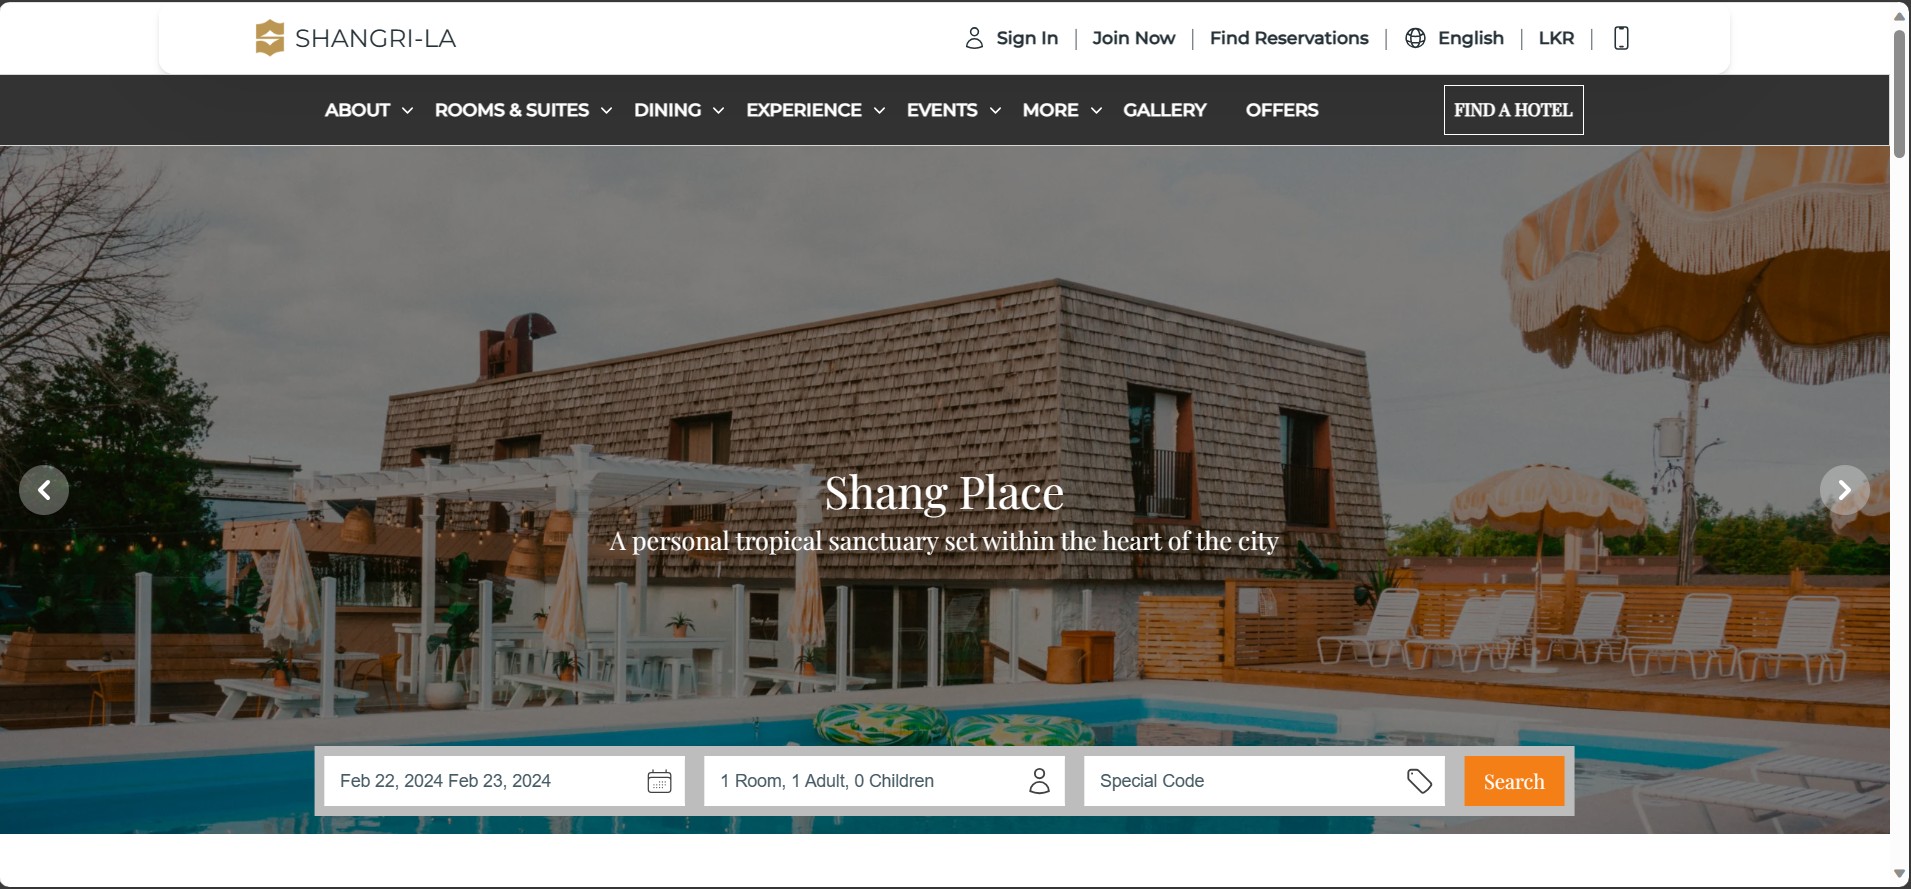 SHANGRI-LA
Sign In | Join Now | Find Reservations | English | LKR |
ABOUT ROOMS & SUITES DINING EXPERIENCE EVENTS MORE GALLERY OFFERS FIND A HOTEL
Shang Place
A personal tropical sanctuary set within the heart of the city
Feb 22, 2024 Feb 23, 2024 1 Room, 1 Adult, 0 Children Special Code Search